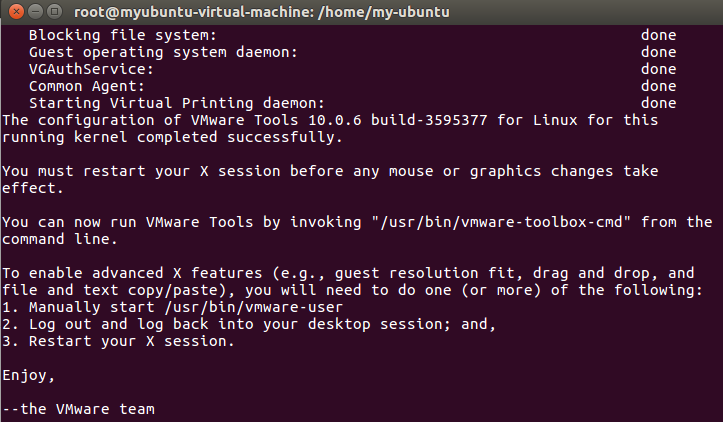 root@myubuntu-virtual-machine: /home/my-ubuntu
Blocking file system: done
Guest operating system daemon: done
VGAuthService: done
Common Agent: done
Starting Virtual Printing daemon: done
The configuration of VMware Tools 10.0.6 build-3595377 for Linux for this
running kernel completed successfully.
You must restart your X session before any mouse or graphics changes take
effect.
You can now run VMware Tools by invoking "/usr/bin/vmware-toolbox-cmd" from the
command line.
To enable advanced X features (e.g., guest resolution fit, drag and drop, and
file and text copy/paste), you will need to do one (or more) of the following:
1. Manually start /usr/bin/vmware-user
2. Log out and log back into your desktop session; and,
3. Restart your X session.
Enjoy,
--the VMware team